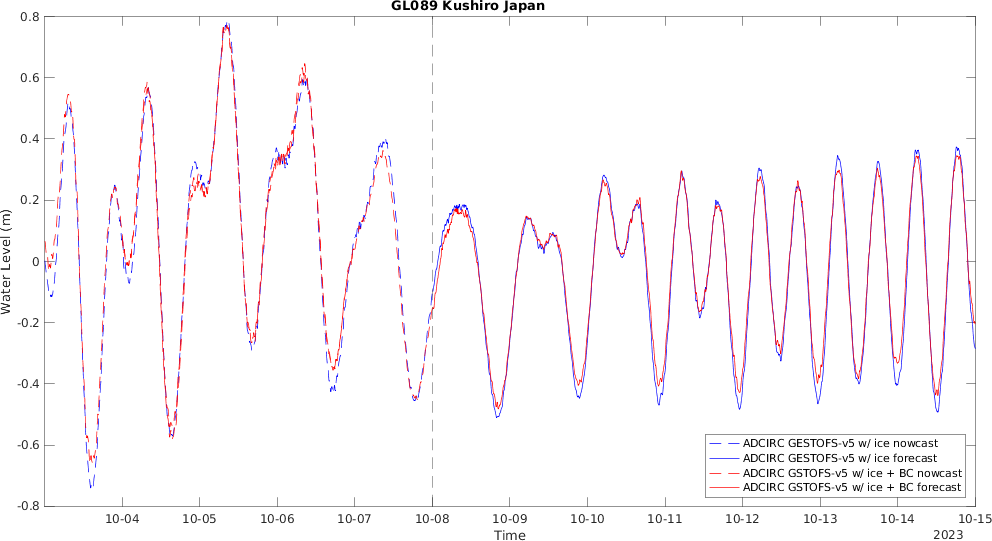 GL089 Kushiro Japan
Water Level (m)
0.8
0.6
0.4
0.2
0
-0.2
-0.4
-0.6
-0.8
ADCIRC GESTOFS-v5 w/ ice nowcast
ADCIRC GESTOFS-v5 w/ ice forecast
ADCIRC GSTOFS-v5 w/ ice + BC nowcast
ADCIRC GSTOFS-v5 w/ ice + BC forecast
10-04 10-05 10-06 10-07 10-08 10-09 10-10 10-11 10-12 10-13 10-14 10-15
Time
2023